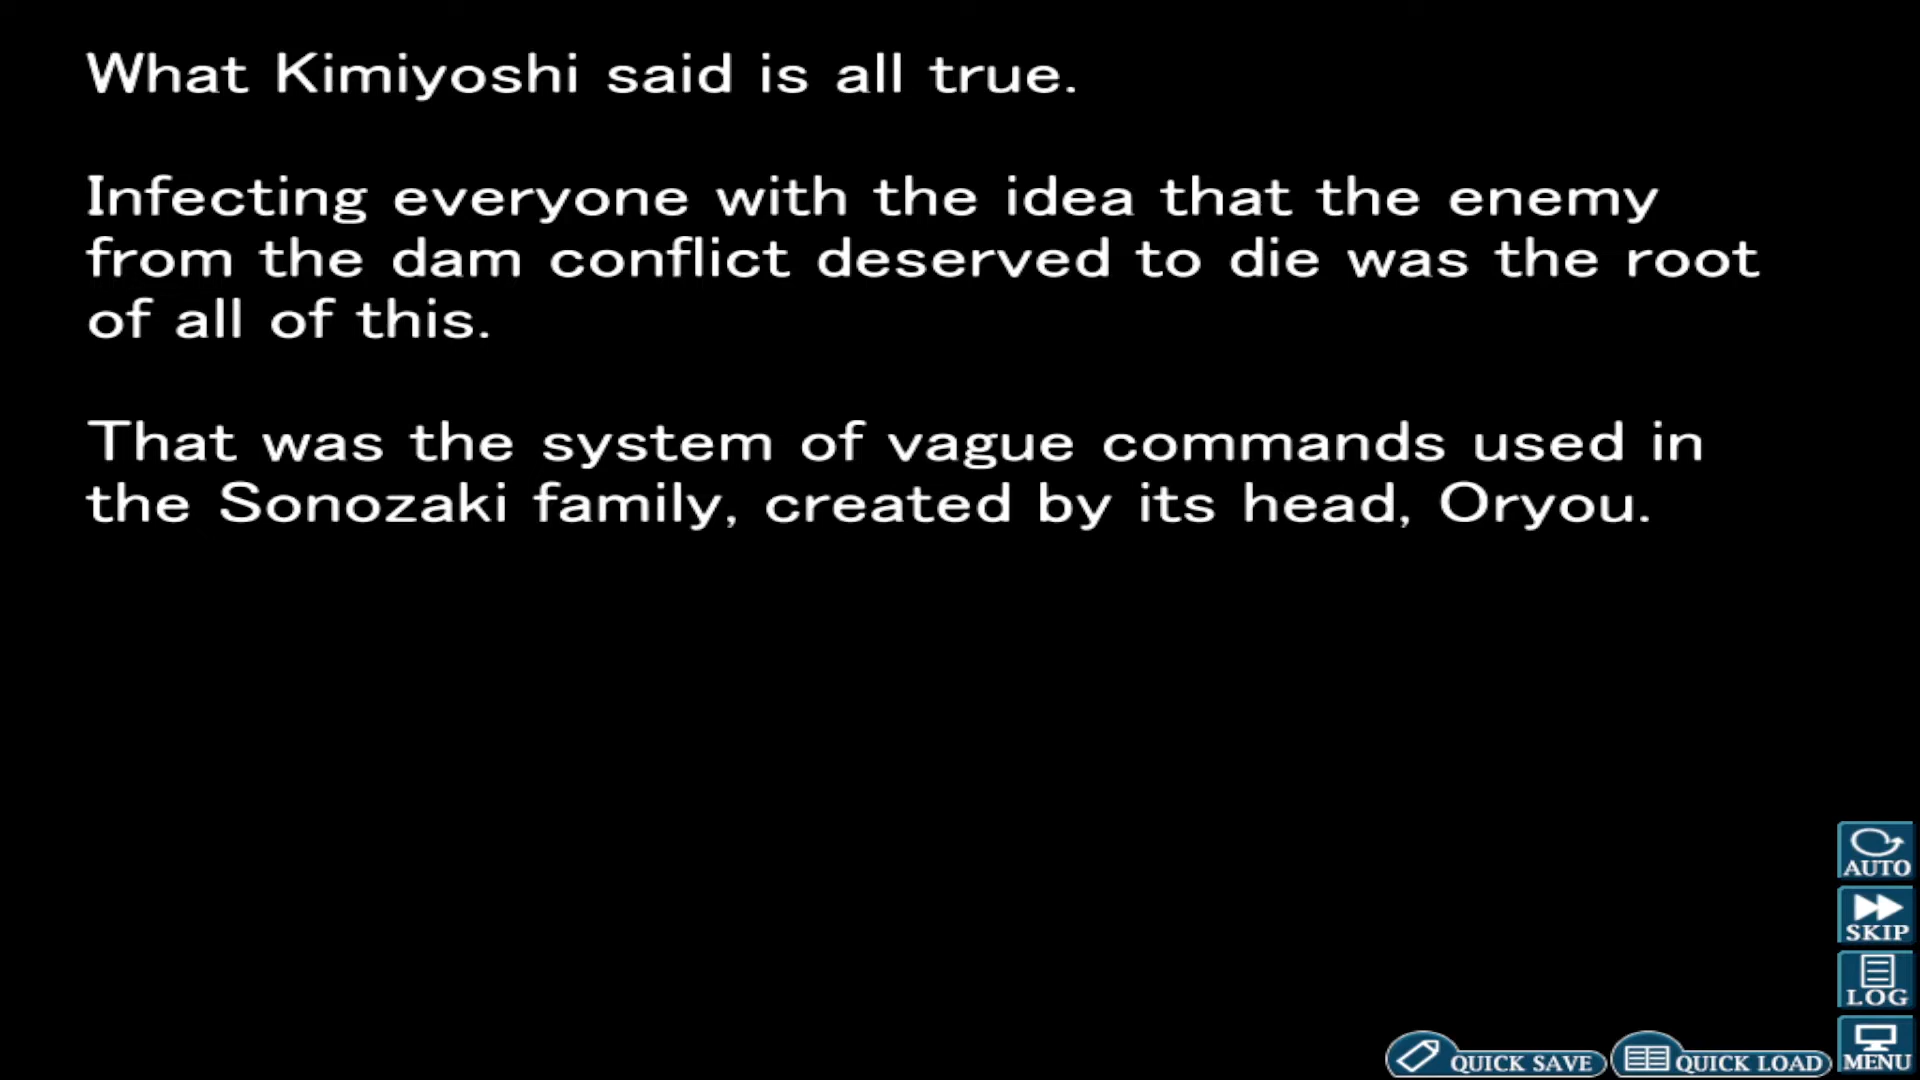 What Kimiyoshi said is all true.
Infecting everyone with the idea that the enemy
from the dam conflict deserved to die was the root
of all of this.
That was the system of vague commands used in
the Sonozaki family, created by its head, Oryou.
AUTO
SKIP
LOG
MENU
QUICK SAVE
QUICK LOAD